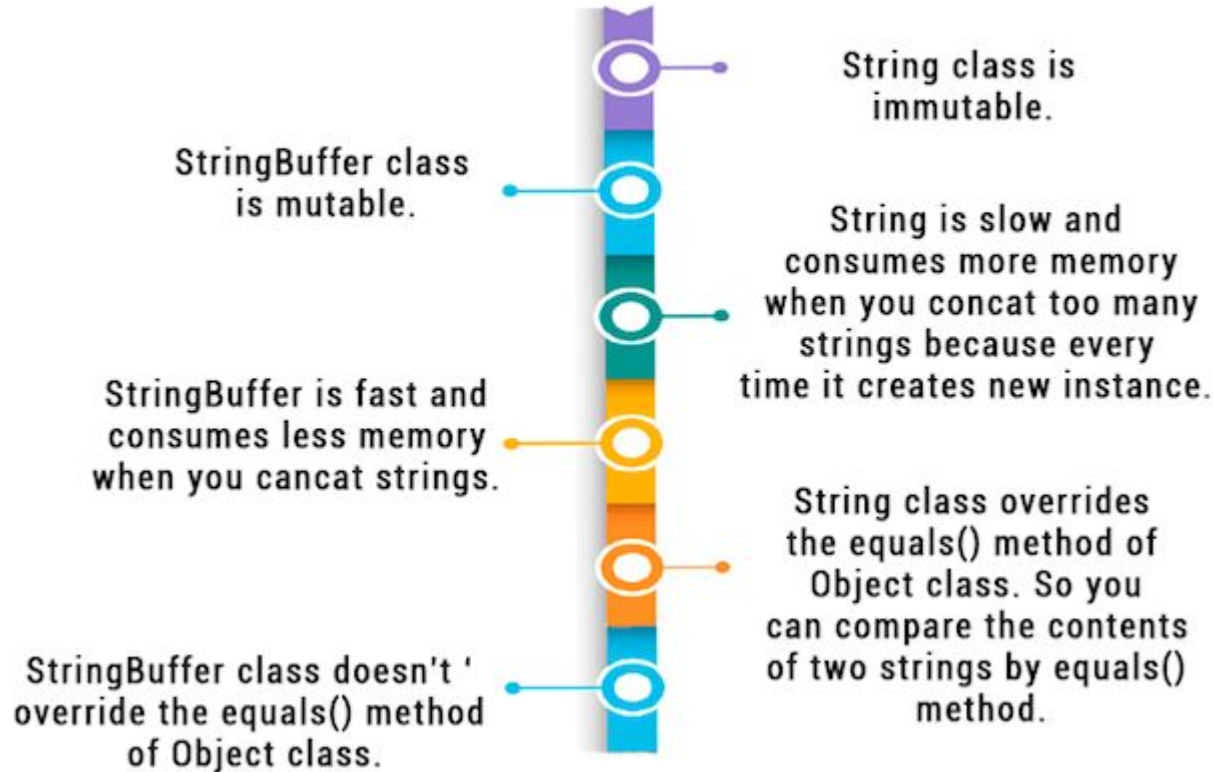 String class is
immutable.
StringBuffer class
is mutable.
String is slow and
consumes more memory
when you concat too many
strings because every
time it creates new instance.
StringBuffer is fast and
consumes less memory
when you cancat strings.
String class overrides
the equals() method of
Object class. So you
can compare the contents
of two strings by equals()
method.
StringBuffer class doesn't ‘
override the equals() method
of Object class.